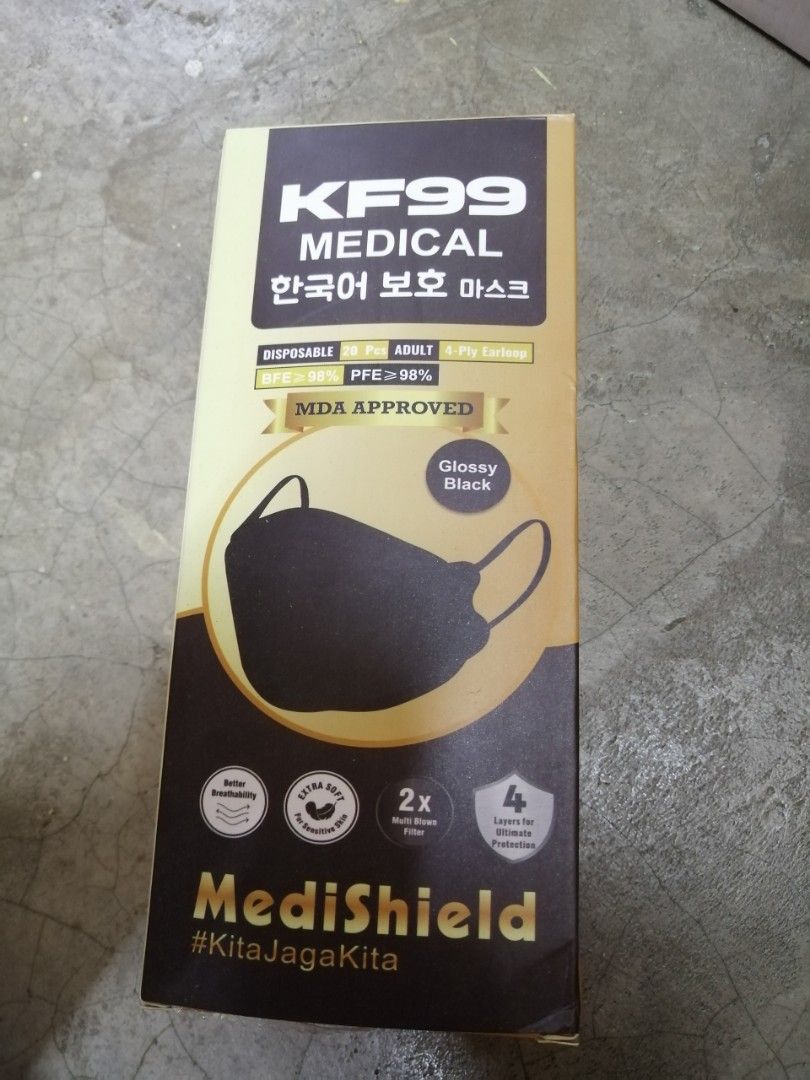 KF99
MEDICAL
한국어 보호 마스크
DISPOSABLE 20 Pcs ADULT 4-Ply Earloop
BFE≥98% PFE≥98%
MDA APPROVED
Glossy
Black
Better
Breathability
EXTRA SOFT
For Sensitive Skin
2x
Multi Blown
Filter
4
Layers for
Ultimate
Protection
MediShield
#KitaJagaKita